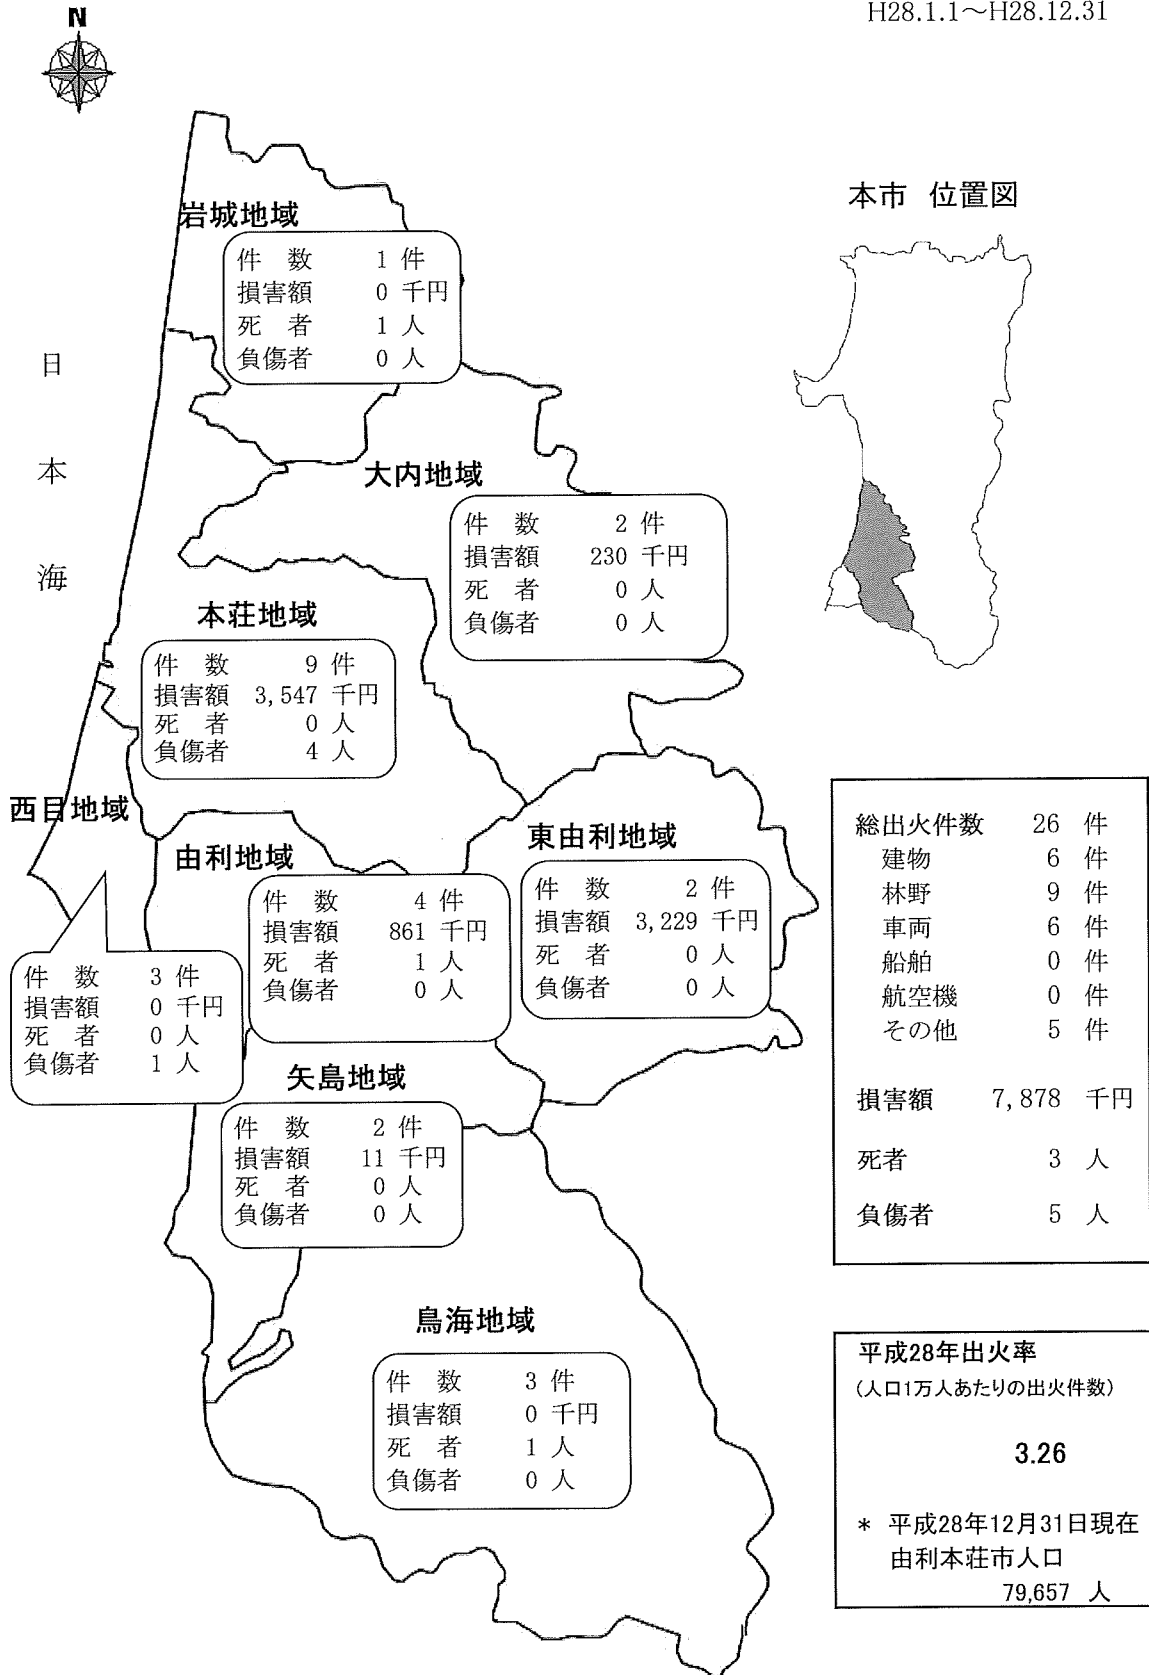 H28.1.1～H28.12.31
N
本市 位置図
日本海
岩城地域
件 数 1 件
損害額 0 千円
死 者 1 人
負傷者 0 人
大内地域
件 数 2 件
損害額 230 千円
死 者 0 人
負傷者 0 人
本荘地域
件 数 9 件
損害額 3,547 千円
死 者 0 人
負傷者 4 人
西目地域
件 数 3 件
損害額 0 千円
死 者 0 人
負傷者 1 人
由利地域
件 数 4 件
損害額 861 千円
死 者 1 人
負傷者 0 人
東由利地域
件 数 2 件
損害額 3,229 千円
死 者 0 人
負傷者 0 人
矢島地域
件 数 2 件
損害額 11 千円
死 者 0 人
負傷者 0 人
鳥海地域
件 数 3 件
損害額 0 千円
死 者 1 人
負傷者 0 人
総出火件数 26 件
建物 6 件
林野 9 件
車両 6 件
船舶 0 件
航空機 0 件
その他 5 件
損害額 7,878 千円
死者 3 人
負傷者 5 人
平成28年出火率
(人口1万人あたりの出火件数)
3.26
* 平成28年12月31日現在
由利本荘市人口
79,657 人